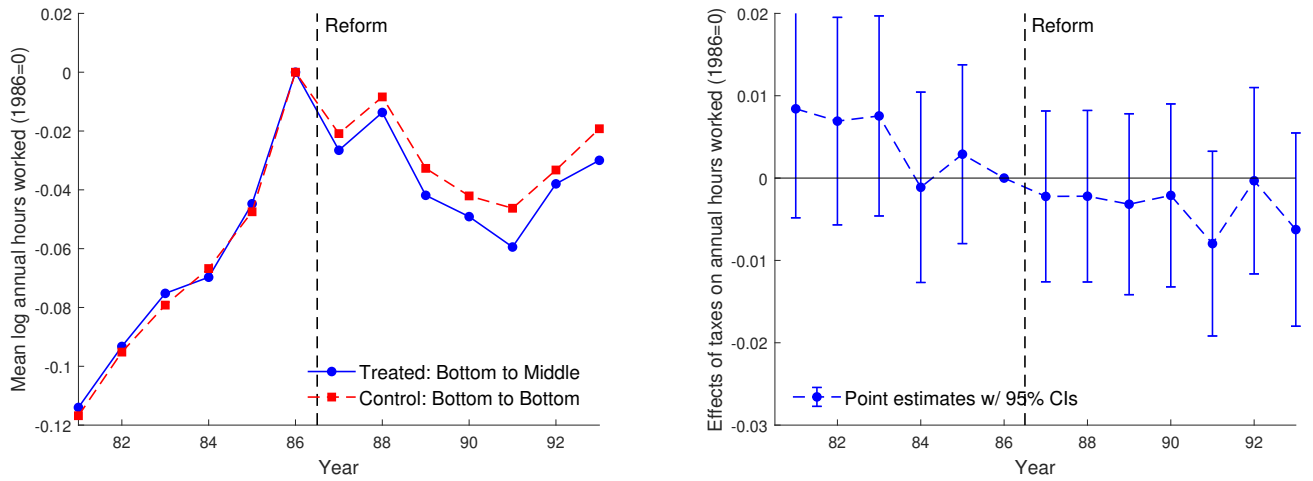 Mean log annual hours worked (1986=0)
0.02
0
-0.02
-0.04
-0.06
-0.08
-0.1
-0.12
Reform
Treated: Bottom to Middle
Control: Bottom to Bottom
82 84 86 88 90 92
Year
Effects of taxes on annual hours worked (1986=0)
0.02
0.01
0
-0.01
-0.02
-0.03
Reform
Point estimates w/ 95% CIs
82 84 86 88 90 92
Year